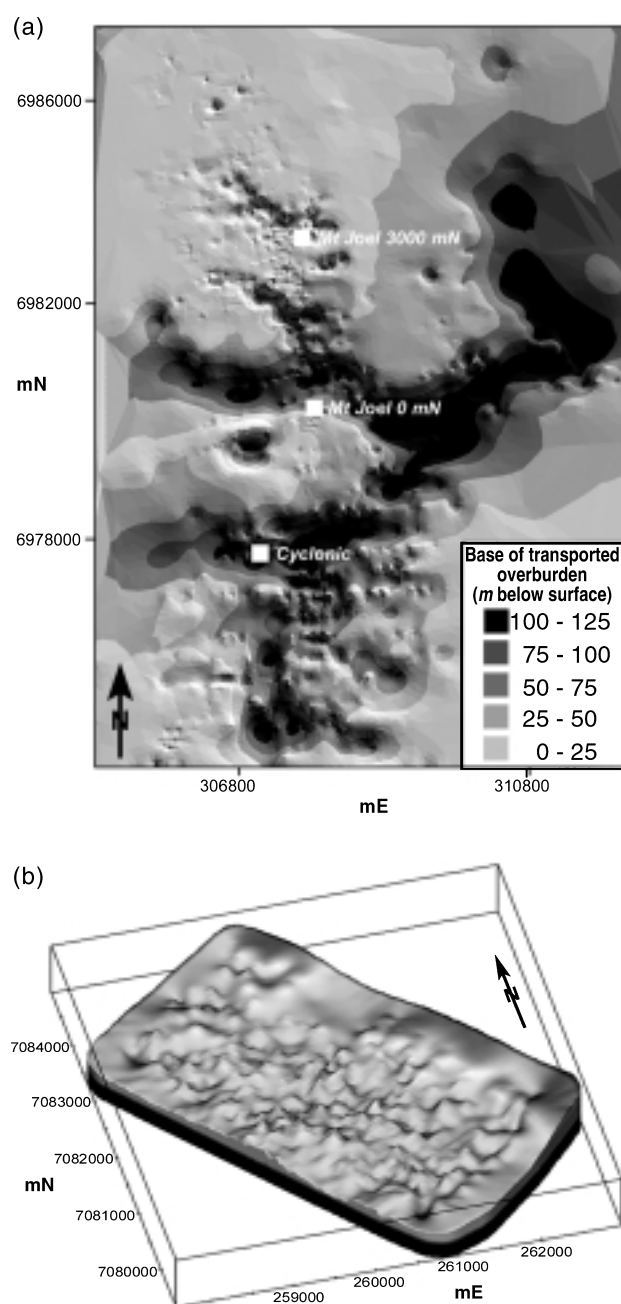 (a)
6986000
Mt Joel 3000 mN
6982000
mN
Mt Joel 0 mN
6978000
Cyclonic
Base of transported
overburden
(m below surface)
100 - 125
75 - 100
50 - 75
25 - 50
0 - 25
N
306800
310800
mE
(b)
N
7084000
7083000
7082000
mN
7081000
7080000
262000
261000
260000
259000
mE